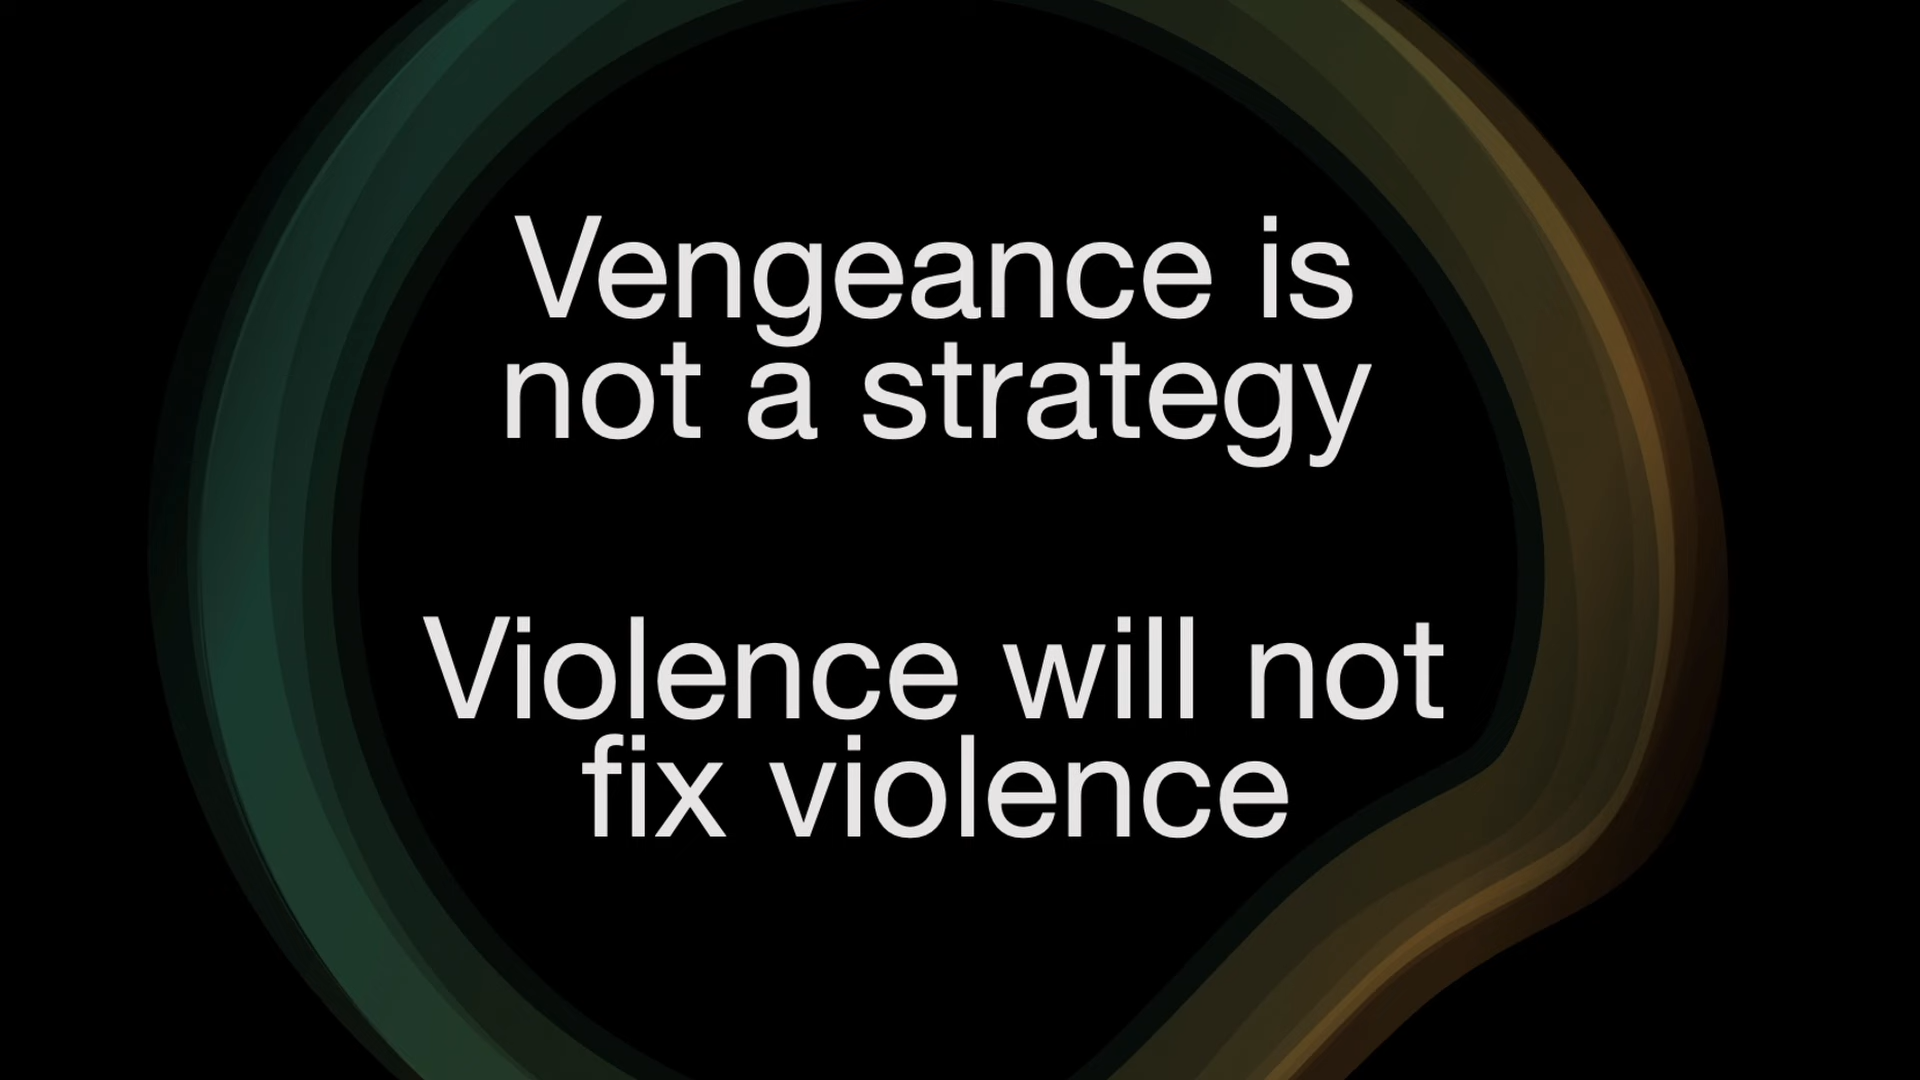 Vengeance is
not a strategy
Violence will not
fix violence